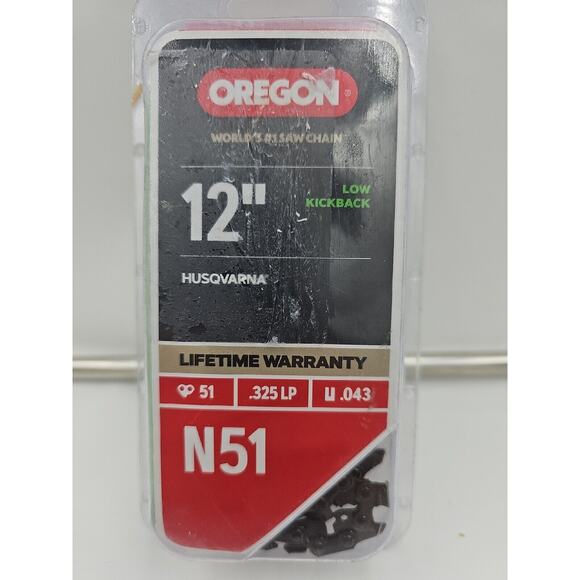 OREGON®
WORLD'S #1 SAW CHAIN
12"
LOW
KICKBACK
HUSQVARNA
LIFETIME WARRANTY
51 .325 LP .043
N51